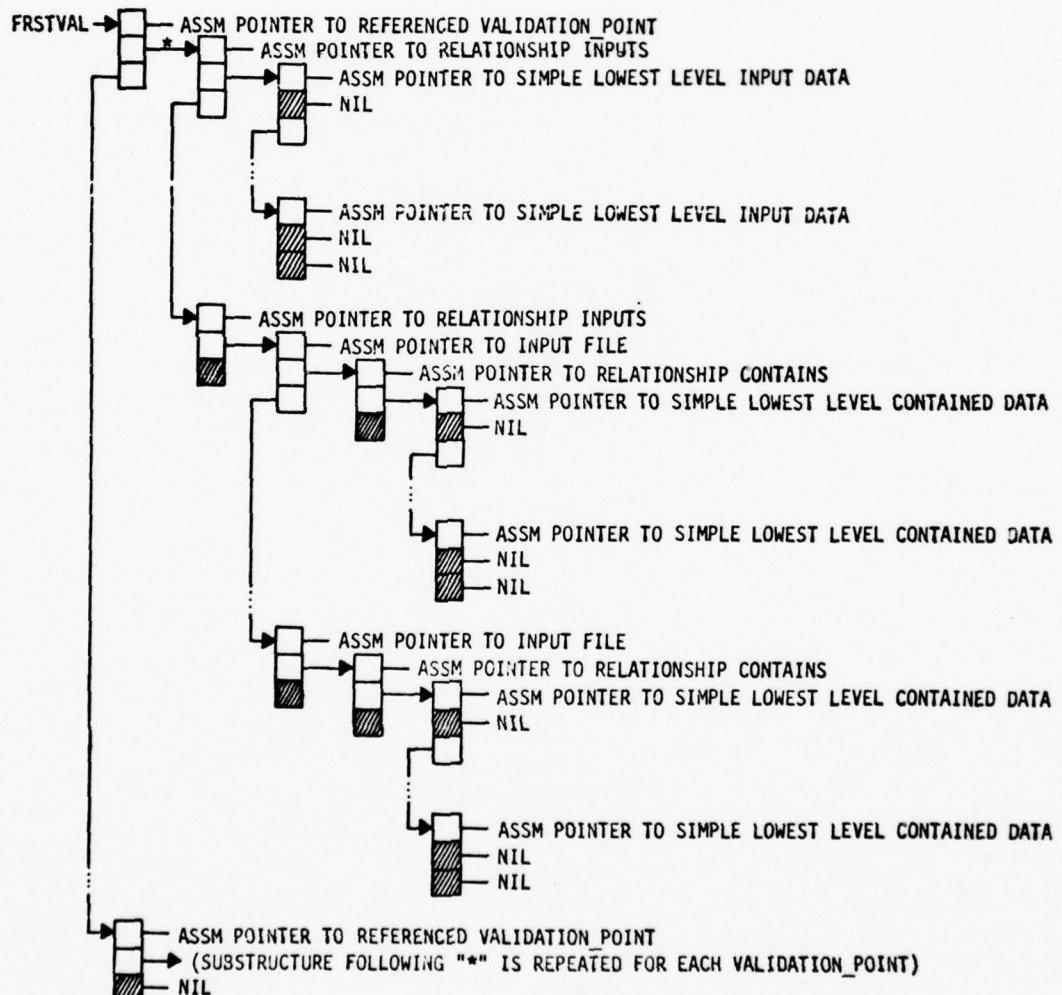 FRSTVAL ASSM POINTER TO REFERENCED VALIDATION_POINT
* ASSM POINTER TO RELATIONSHIP INPUTS
ASSM POINTER TO SIMPLE LOWEST LEVEL INPUT DATA
NIL
ASSM POINTER TO SIMPLE LOWEST LEVEL INPUT DATA
NIL
NIL
ASSM POINTER TO RELATIONSHIP INPUTS
ASSM POINTER TO INPUT FILE
ASSM POINTER TO RELATIONSHIP CONTAINS
ASSM POINTER TO SIMPLE LOWEST LEVEL CONTAINED DATA
NIL
ASSM POINTER TO SIMPLE LOWEST LEVEL CONTAINED DATA
NIL
NIL
ASSM POINTER TO INPUT FILE
ASSM POINTER TO RELATIONSHIP CONTAINS
ASSM POINTER TO SIMPLE LOWEST LEVEL CONTAINED DATA
NIL
ASSM POINTER TO SIMPLE LOWEST LEVEL CONTAINED DATA
NIL
NIL
ASSM POINTER TO REFERENCED VALIDATION_POINT
(SUBSTRUCTURE FOLLOWING "*" IS REPEATED FOR EACH VALIDATION_POINT)
NIL